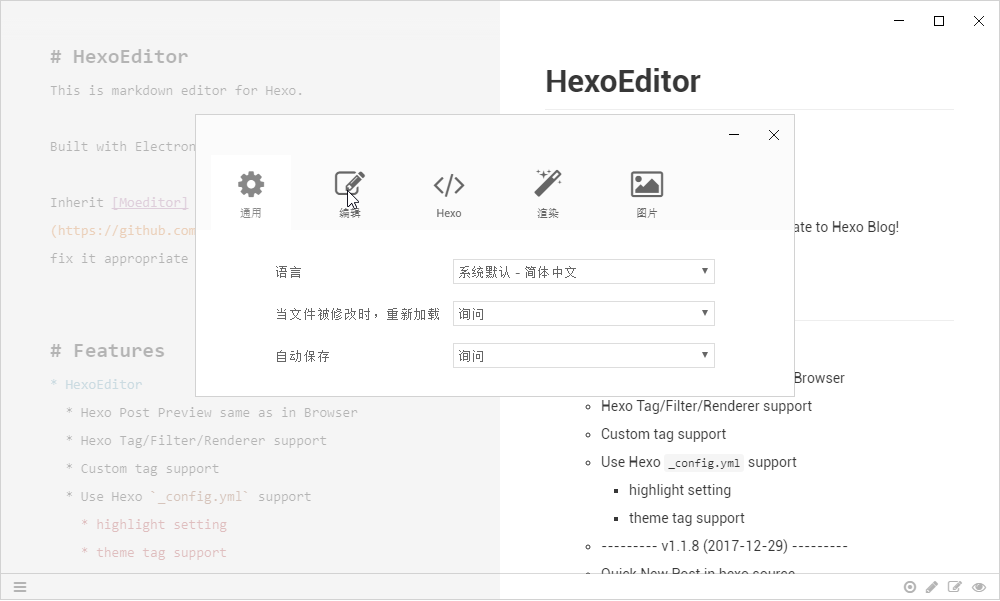 # HexoEditor
This is markdown editor for Hexo.
Built with Electron
Inherit [Moeditor]
(https://github.com
fix it appropriate
# Features
* HexoEditor
* Hexo Post Preview same as in Browser
* Hexo Tag/Filter/Renderer support
* Custom tag support
* Use Hexo `_config.yml` support
* highlight setting
* theme tag support
通用
编辑
Hexo
渲染
图片
语言
系统默认 - 简体中文
当文件被修改时，重新加载
询问
自动保存
询问
HexoEditor
ate to Hexo Blog!
Browser
Hexo Tag/Filter/Renderer support
Custom tag support
Use Hexo _config.yml support
highlight setting
theme tag support
--------- v1.1.8 (2017-12-29) ---------
Quick New Post in hexo source